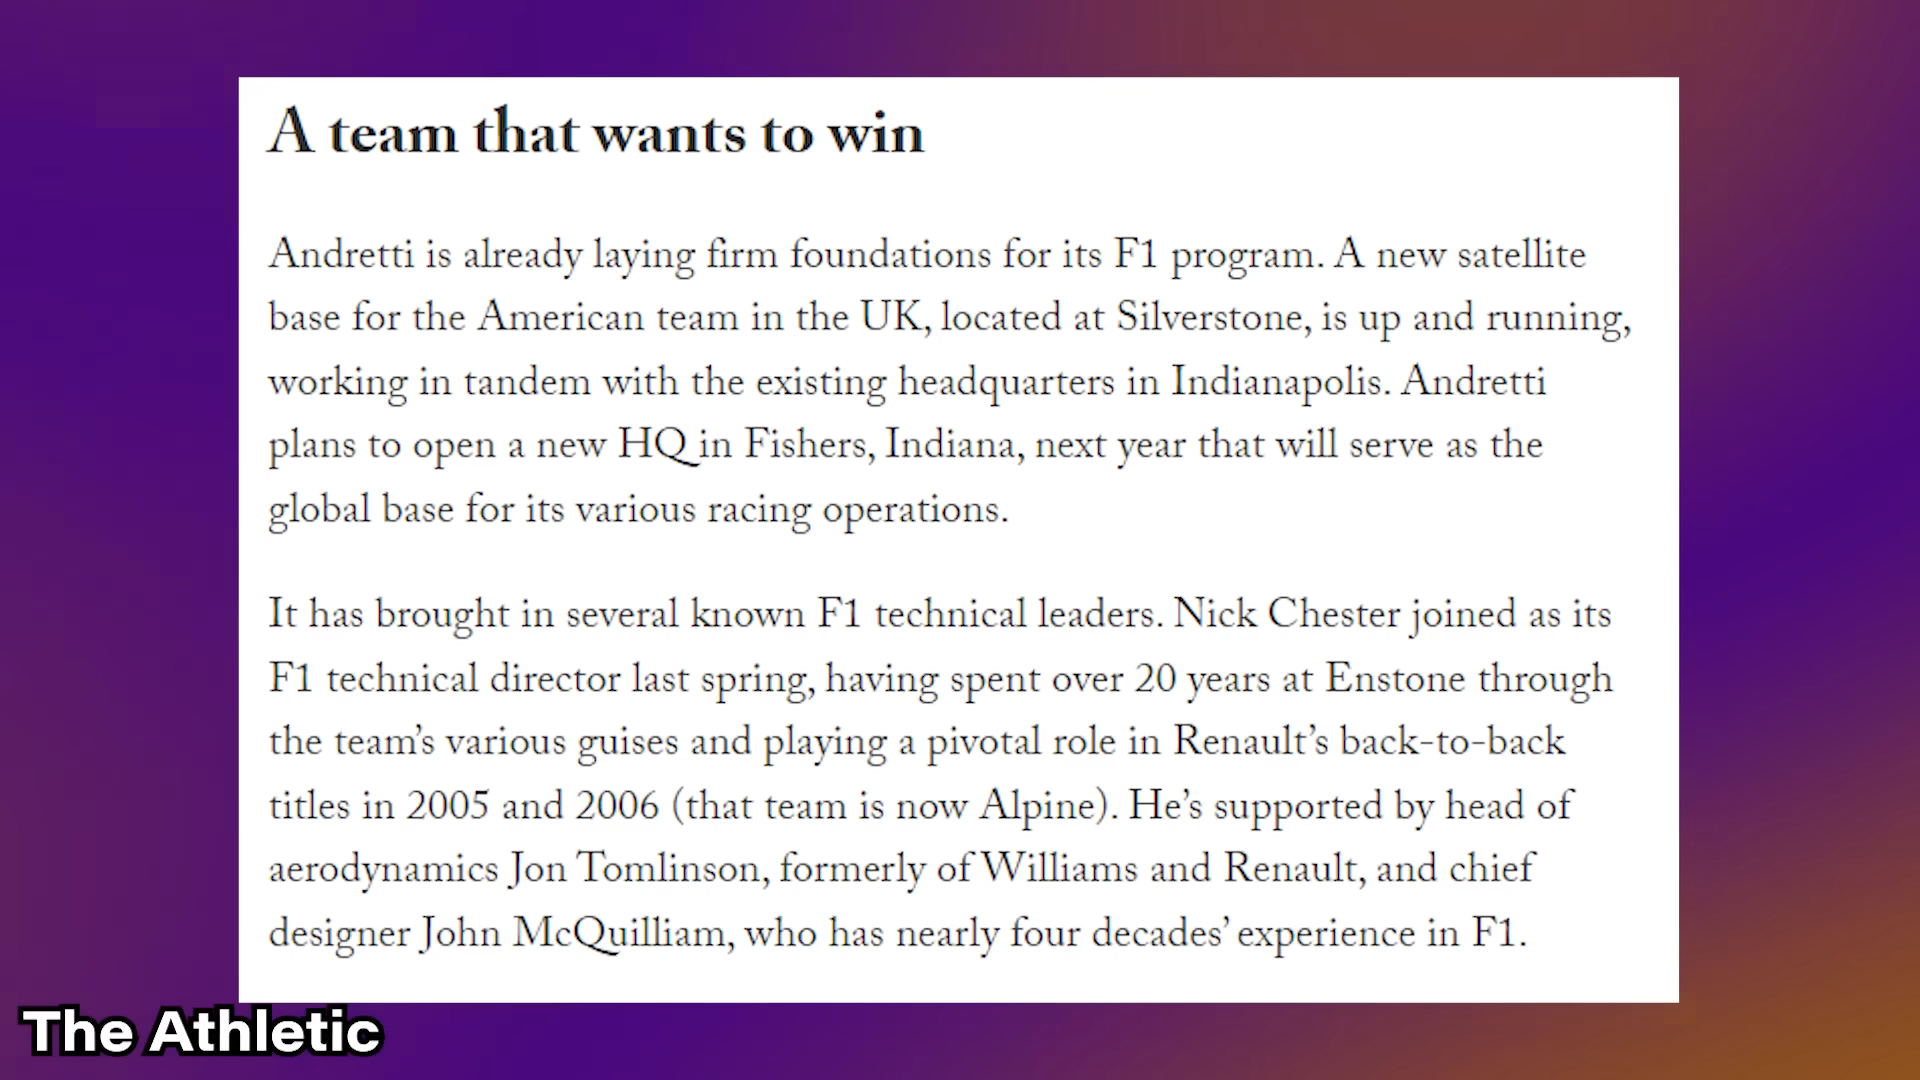 A team that wants to win
Andretti is already laying firm foundations for its F1 program. A new satellite
base for the American team in the UK, located at Silverstone, is up and running,
working in tandem with the existing headquarters in Indianapolis. Andretti
plans to open a new HQ in Fishers, Indiana, next year that will serve as the
global base for its various racing operations.
It has brought in several known F1 technical leaders. Nick Chester joined as its
F1 technical director last spring, having spent over 20 years at Enstone through
the team’s various guises and playing a pivotal role in Renault’s back-to-back
titles in 2005 and 2006 (that team is now Alpine). He’s supported by head of
aerodynamics Jon Tomlinson, formerly of Williams and Renault, and chief
designer John McQuilliam, who has nearly four decades’ experience in F1.
The Athletic